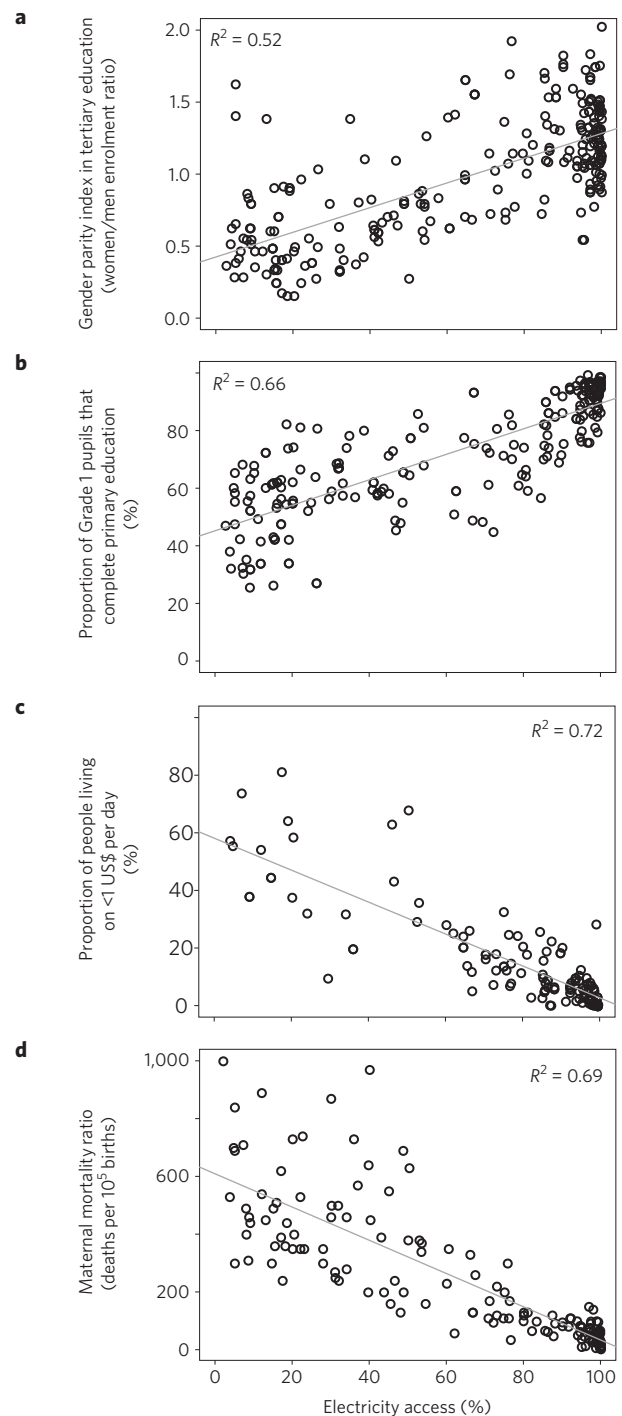 a
Gender parity index in tertiary education
(women/men enrolment ratio)
R² = 0.52
2.0
1.5
1.0
0.5
0.0
b
Proportion of Grade 1 pupils that
complete primary education
(%)
R² = 0.66
80
60
40
20
0
c
Proportion of people living
on <1 US$ per day
(%)
R² = 0.72
80
60
40
20
0
d
Maternal mortality ratio
(deaths per 10⁵ births)
R² = 0.69
1,000
600
200
0
0 20 40 60 80 100
Electricity access (%)